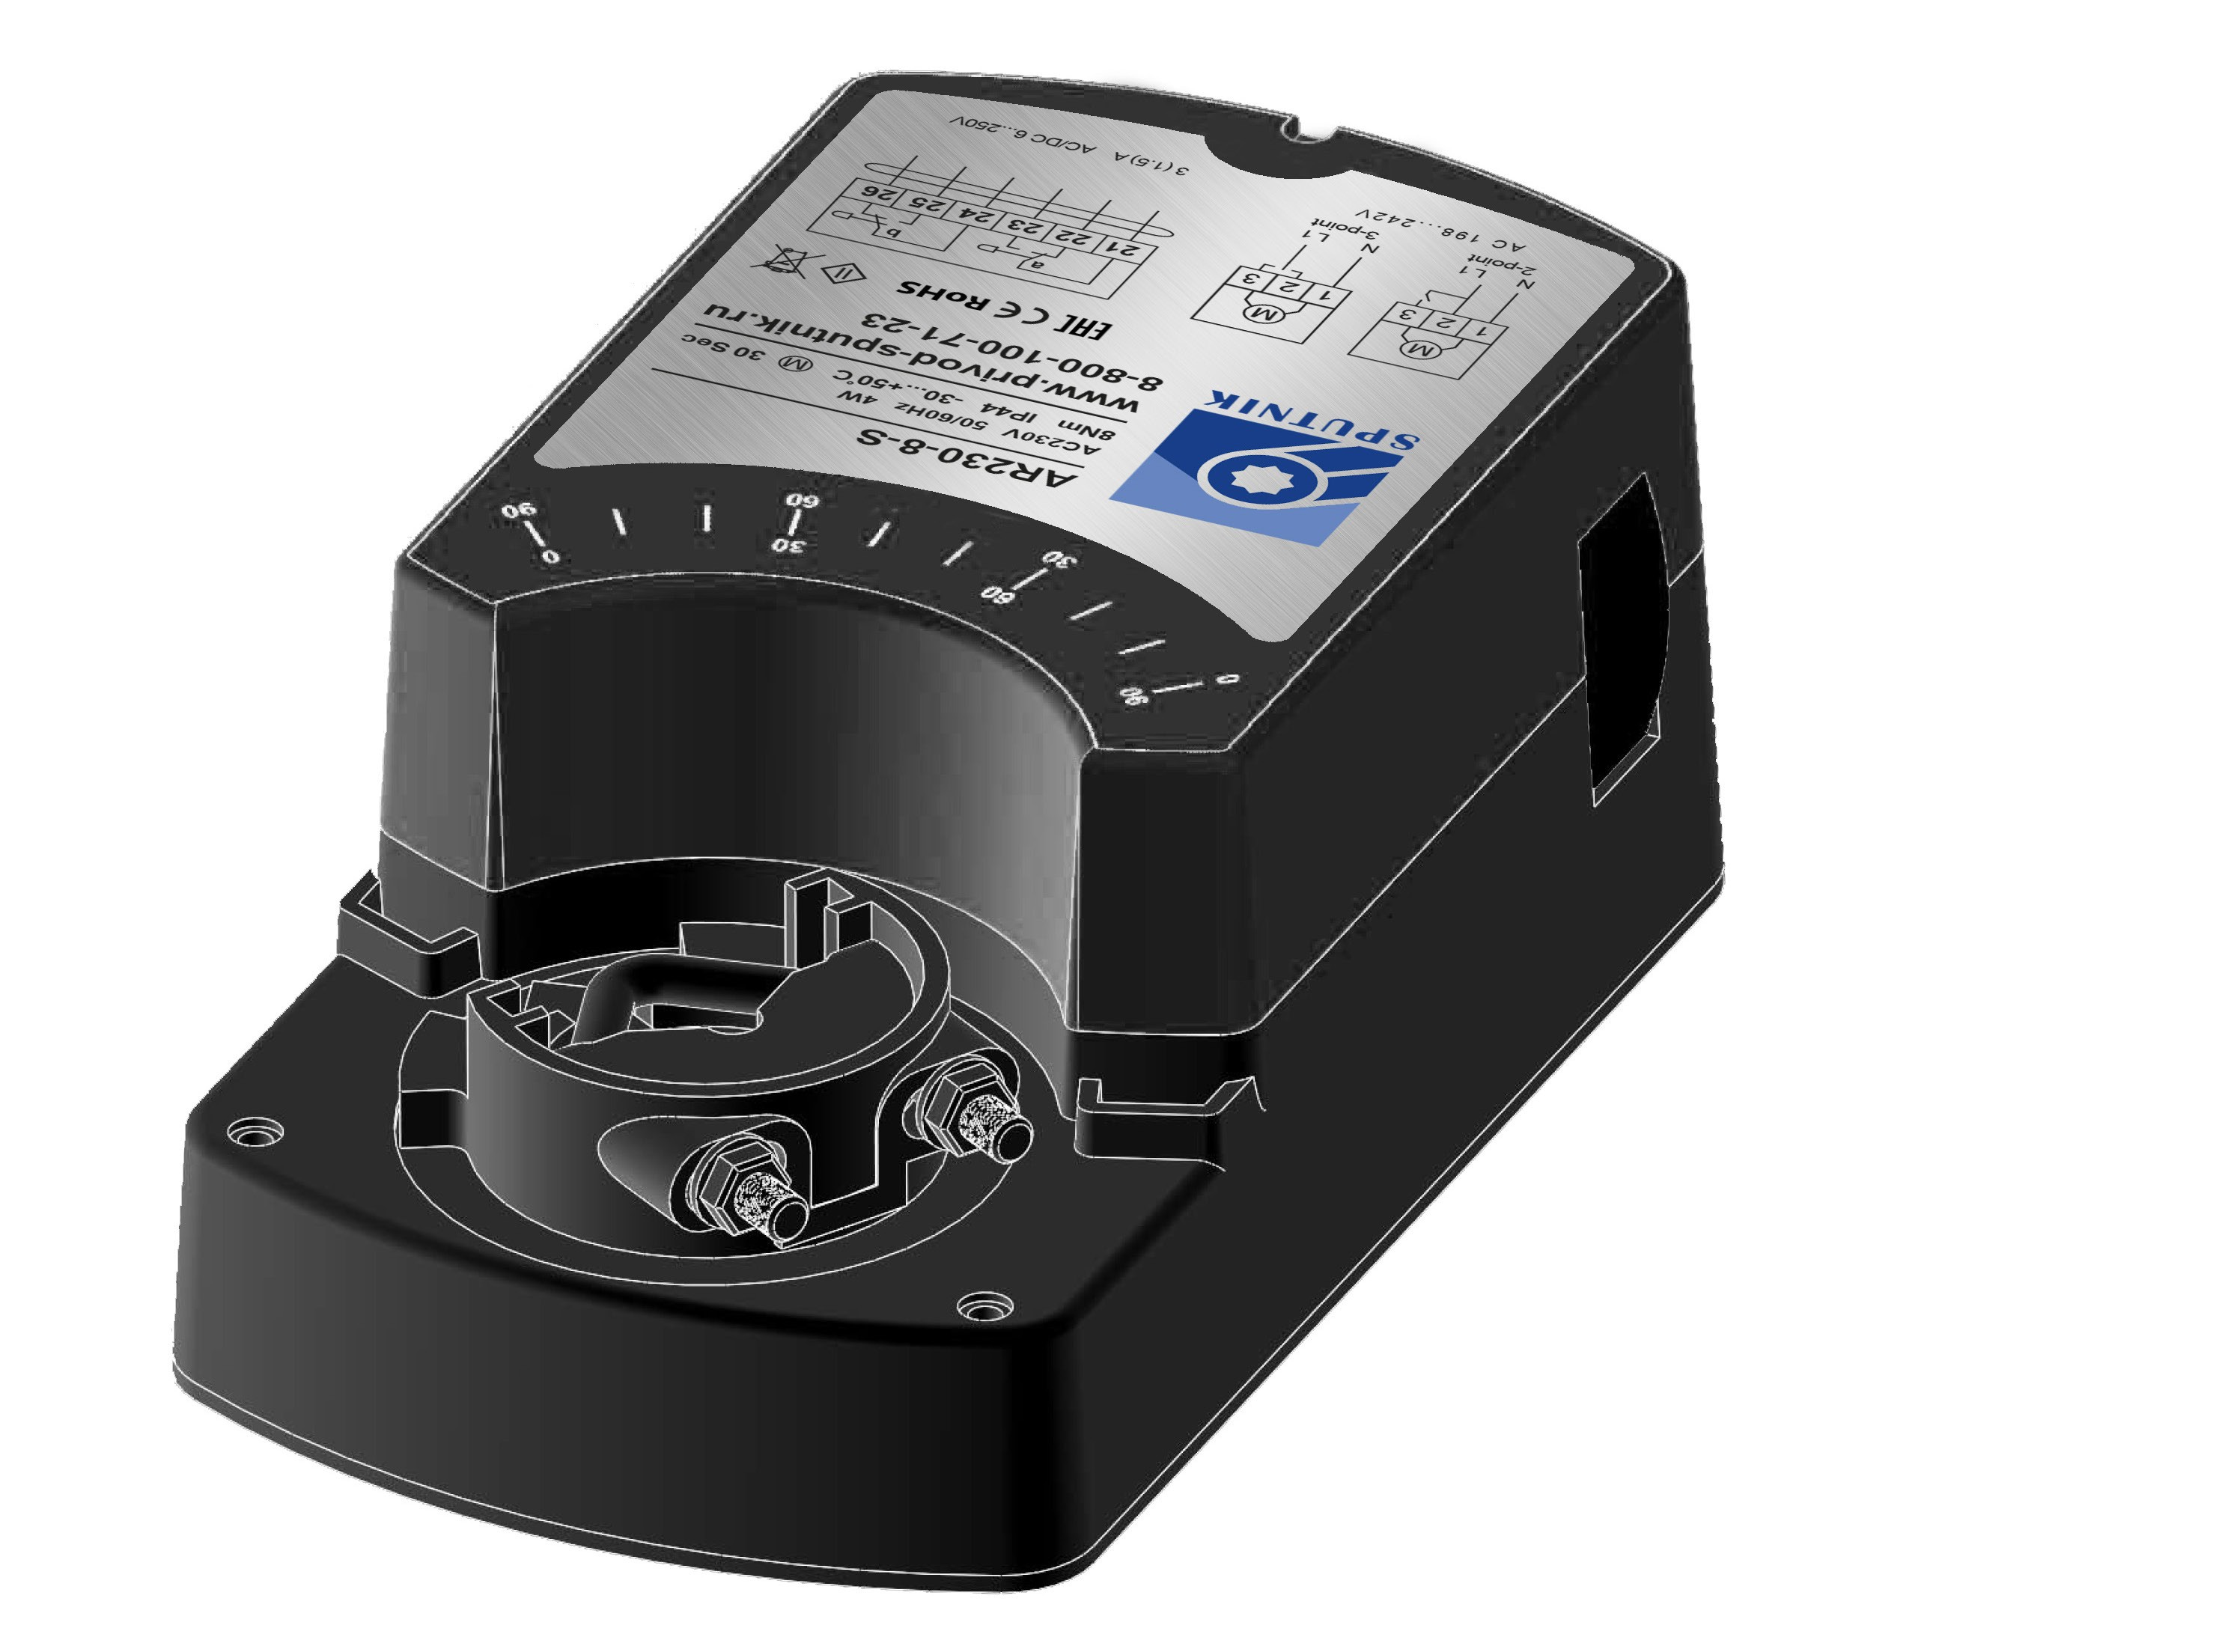 SPUTNIK
AR230-8-S
AC230V 50/60Hz 4W
8Nm IP44 -30...+50°C M 30 Sec
www.privod-sputnik.ru
8-800-100-71-23
EAC CE RoHS
M
1 2 3
N L1
2-point
M
1 2 3
N L1
3-point
AC 198...242V
a b
21 22 23 24 25 26
3(1.5)A AC/DC 6...250V
0 30 60 90
90 60 30 0